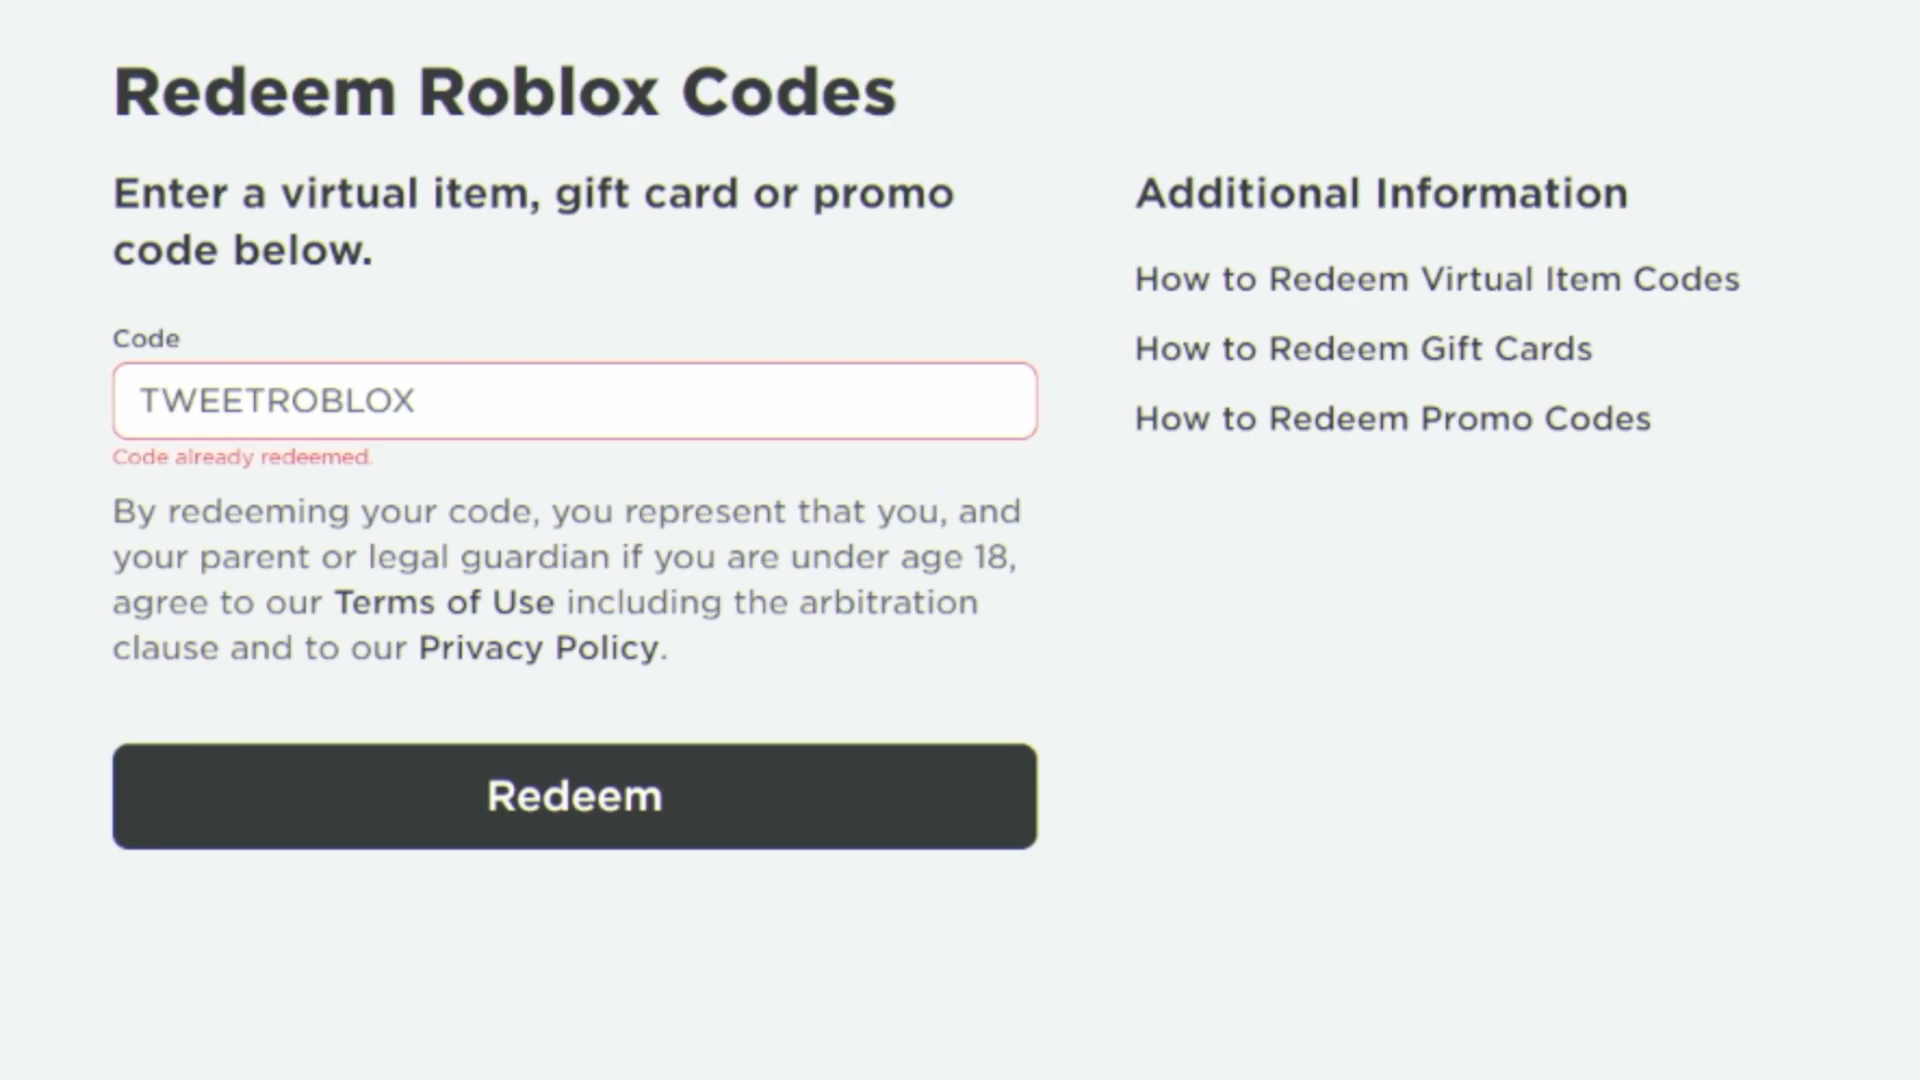 Redeem Roblox Codes
Enter a virtual item, gift card or promo
code below.
Code
TWEETROBLOX
Code already redeemed.
By redeeming your code, you represent that you, and
your parent or legal guardian if you are under age 18,
agree to our Terms of Use including the arbitration
clause and to our Privacy Policy.
Redeem
Additional Information
How to Redeem Virtual Item Codes
How to Redeem Gift Cards
How to Redeem Promo Codes